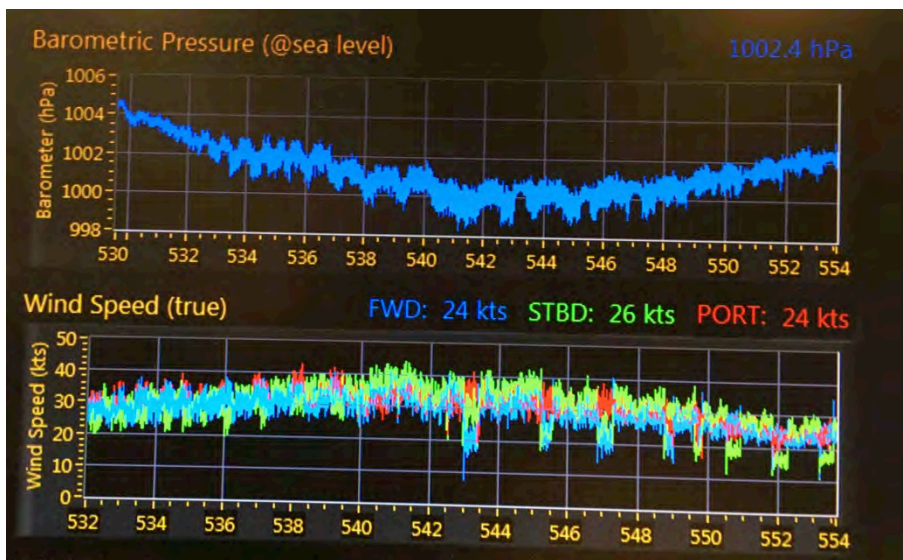 Barometric Pressure (@sea level) 1002.4 hPa
Barometer (hPa)
1006
1004
1002
1000
998
530 532 534 536 538 540 542 544 546 548 550 552 554
Wind Speed (true) FWD: 24 kts STBD: 26 kts PORT: 24 kts
Wind Speed (kts)
50
40
30
20
10
0
532 534 536 538 540 542 544 546 548 550 552 554